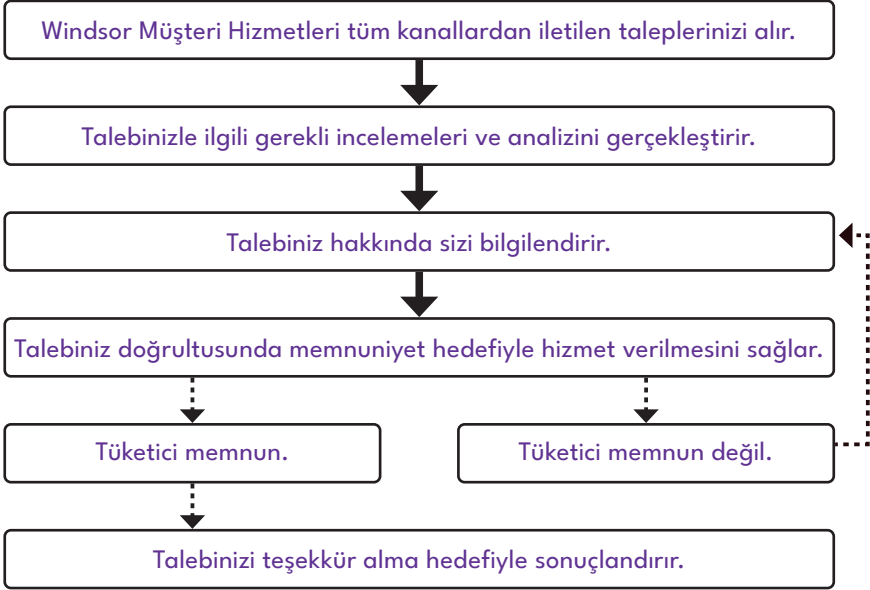 Windsor Müşteri Hizmetleri tüm kanallardan iletilen taleplerinizi alır.
Talebinizle ilgili gerekli incelemeleri ve analizini gerçekleştirir.
Talebiniz hakkında sizi bilgilendirir.
Talebiniz doğrultusunda memnuniyet hedefiyle hizmet verilmesini sağlar.
Tüketici memnun.
Tüketici memnun değil.
Talebinizi teşekkür alma hedefiyle sonuçlandırır.